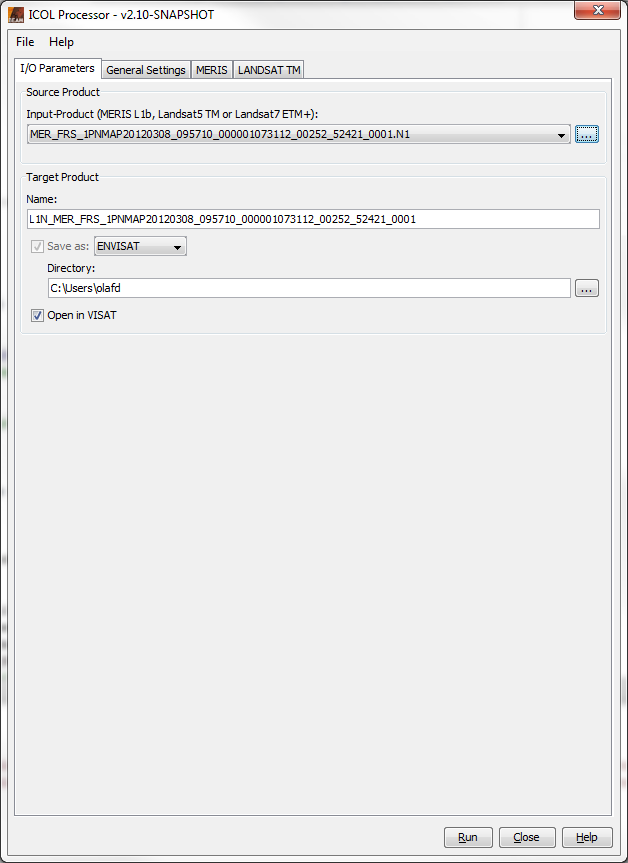 ICOL Processor - v2.10-SNAPSHOT
File Help
I/O Parameters General Settings MERIS LANDSAT TM
Source Product
Input-Product (MERIS L1b, Landsat5 TM or Landsat7 ETM+):
MER_FRS_1PNMAP20120308_095710_000001073112_00252_52421_0001.N1 ...
Target Product
Name:
L1N_MER_FRS_1PNMAP20120308_095710_000001073112_00252_52421_0001
Save as: ENVISAT
Directory:
C:\Users\olafd ...
Open in VISAT
Run Close Help